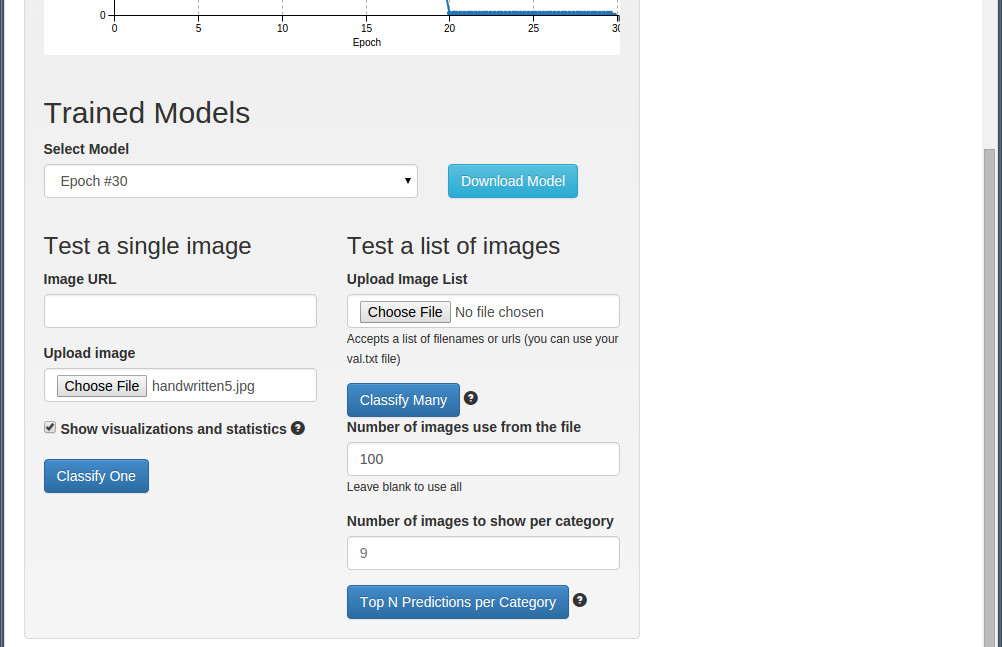 0
0 5 10 15 20 25 30
Epoch
Trained Models
Select Model
Epoch #30
Download Model
Test a single image
Image URL
Upload image
Choose File handwritten5.jpg
Show visualizations and statistics ?
Classify One
Test a list of images
Upload Image List
Choose File No file chosen
Accepts a list of filenames or urls (you can use your
val.txt file)
Classify Many ?
Number of images use from the file
100
Leave blank to use all
Number of images to show per category
9
Top N Predictions per Category ?